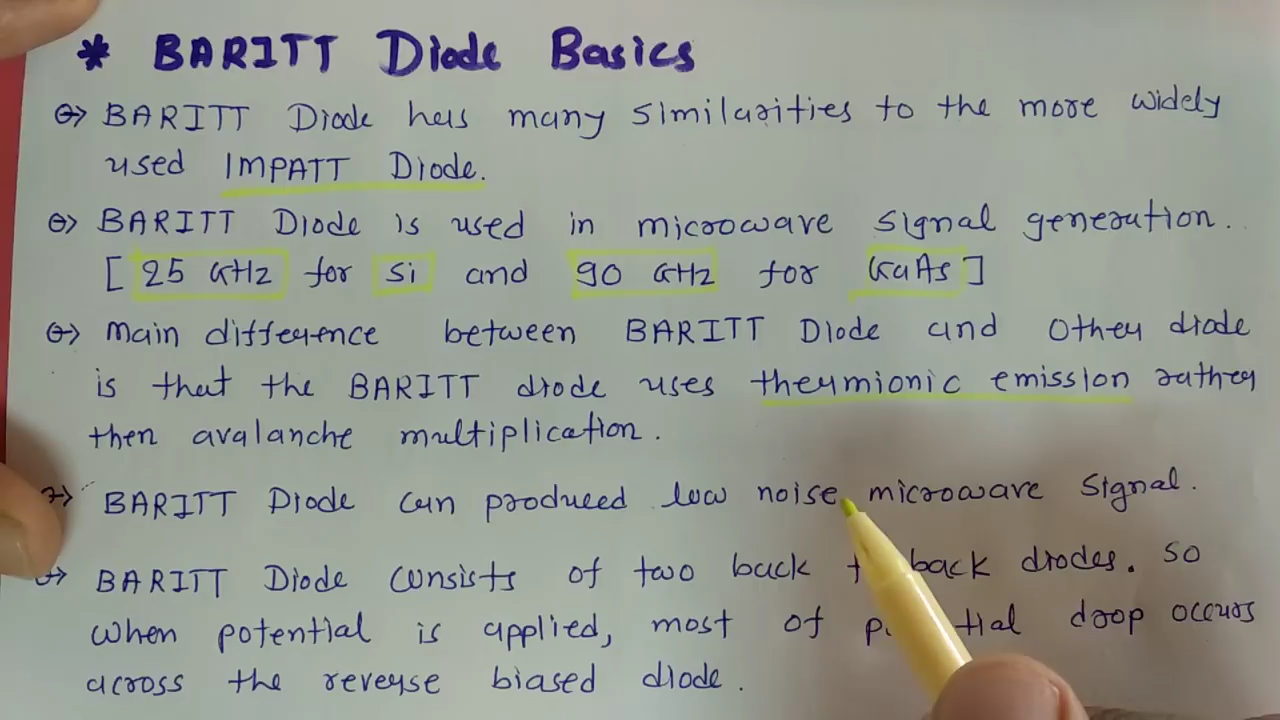 * BARITT Diode Basics
→ BARITT Diode has many similarities to the more widely
used IMPATT Diode.
→ BARITT Diode is used in microwave signal generation.
[ 25 GHz for Si and 90 GHz for GaAs ]
→ Main difference between BARITT Diode and Other diode
is that the BARITT diode uses thermionic emission rather
then avalanche multiplication.
→ BARITT Diode can produced low noise microwave signal.
→ BARITT Diode consists of two back back diodes. So
When potential is applied, most of drop occurs
across the reverse biased diode.